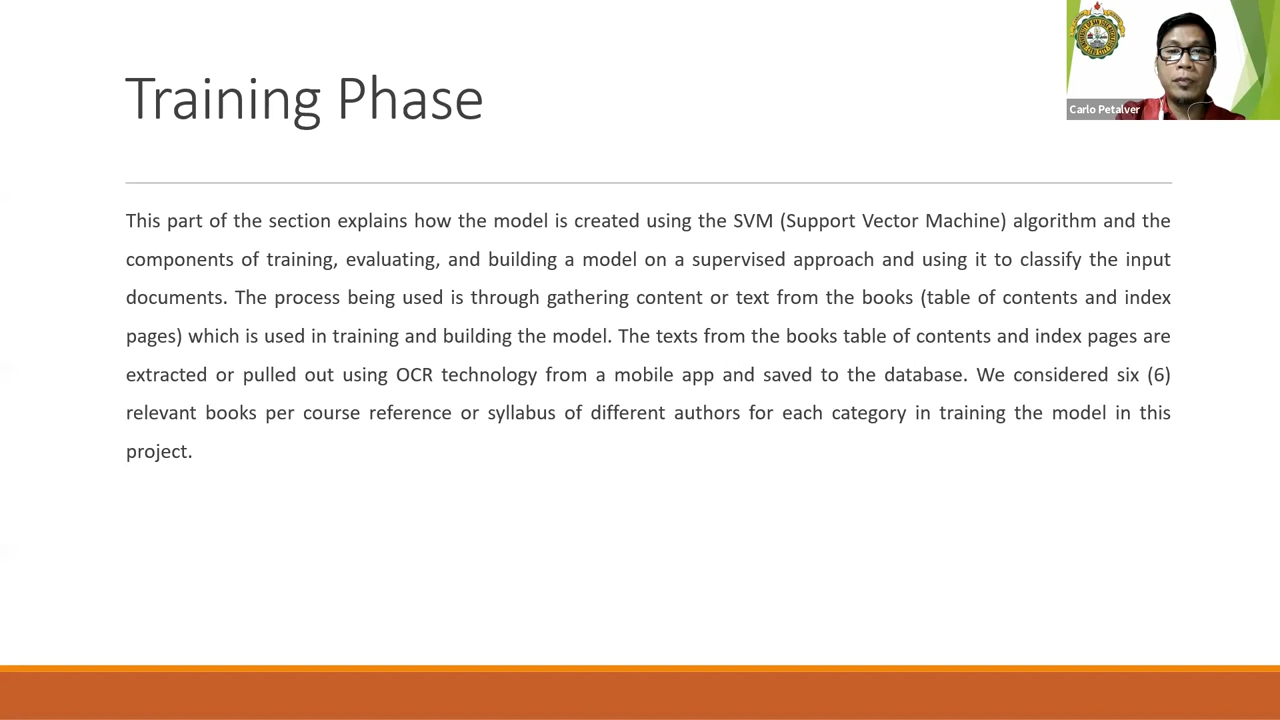 Training Phase
Carlo Petalver
This part of the section explains how the model is created using the SVM (Support Vector Machine) algorithm and the
components of training, evaluating, and building a model on a supervised approach and using it to classify the input
documents. The process being used is through gathering content or text from the books (table of contents and index
pages) which is used in training and building the model. The texts from the books table of contents and index pages are
extracted or pulled out using OCR technology from a mobile app and saved to the database. We considered six (6)
relevant books per course reference or syllabus of different authors for each category in training the model in this
project.